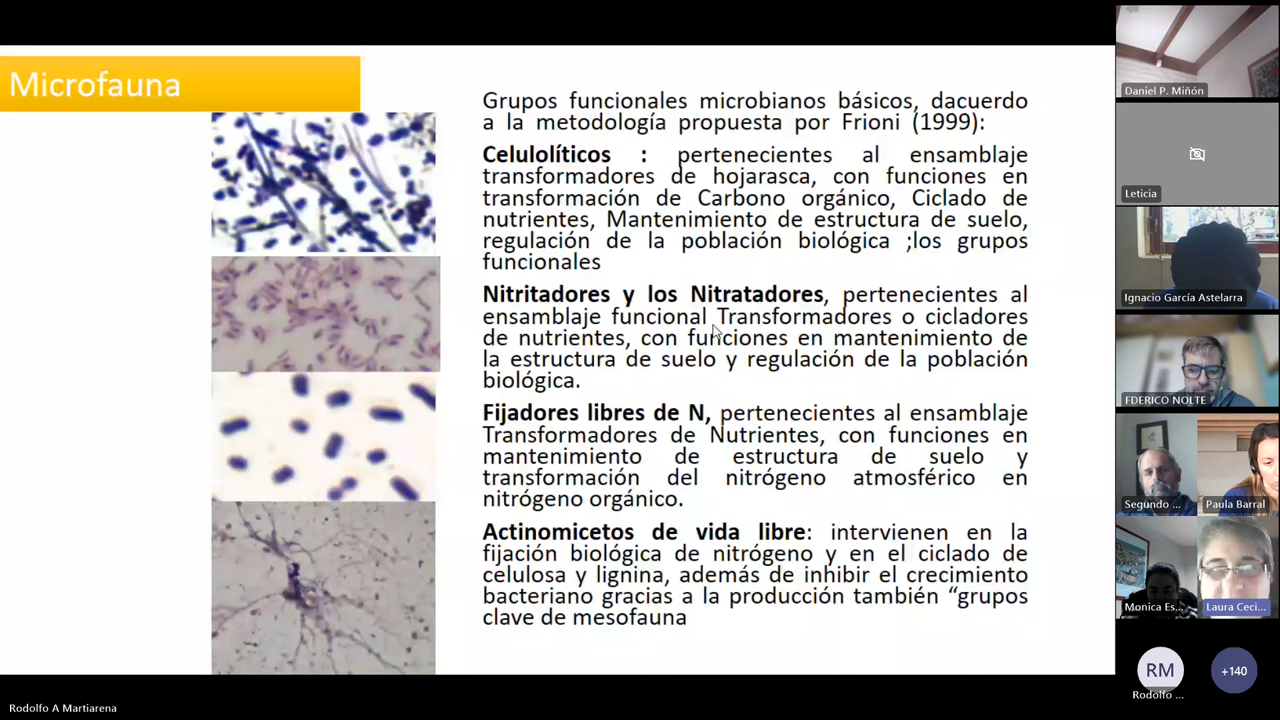 Microfauna
Grupos funcionales microbianos básicos, dacuerdo
a la metodología propuesta por Frioni (1999):
Celulolíticos : pertenecientes al ensamblaje
transformadores de hojarasca, con funciones en
transformación de Carbono orgánico, Ciclado de
nutrientes, Mantenimiento de estructura de suelo,
regulación de la población biológica ;los grupos
funcionales
Nitritadores y los Nitratadores, pertenecientes al
ensamblaje funcional Transformadores o cicladores
de nutrientes, con funciones en mantenimiento de
la estructura de suelo y regulación de la población
biológica.
Fijadores libres de N, pertenecientes al ensamblaje
Transformadores de Nutrientes, con funciones en
mantenimiento de estructura de suelo y
transformación del nitrógeno atmosférico en
nitrógeno orgánico.
Actinomicetos de vida libre: intervienen en la
fijación biológica de nitrógeno y en el ciclado de
celulosa y lignina, además de inhibir el crecimiento
bacteriano gracias a la producción también “grupos
clave de mesofauna
Daniel P. Miñón
Leticia
Ignacio García Astelarra
FDERICO NOLTE
Segundo ...
Paula Barral
Monica Es...
Laura Ceci...
RM
+140
Rodolfo ...
Rodolfo A Martiarena